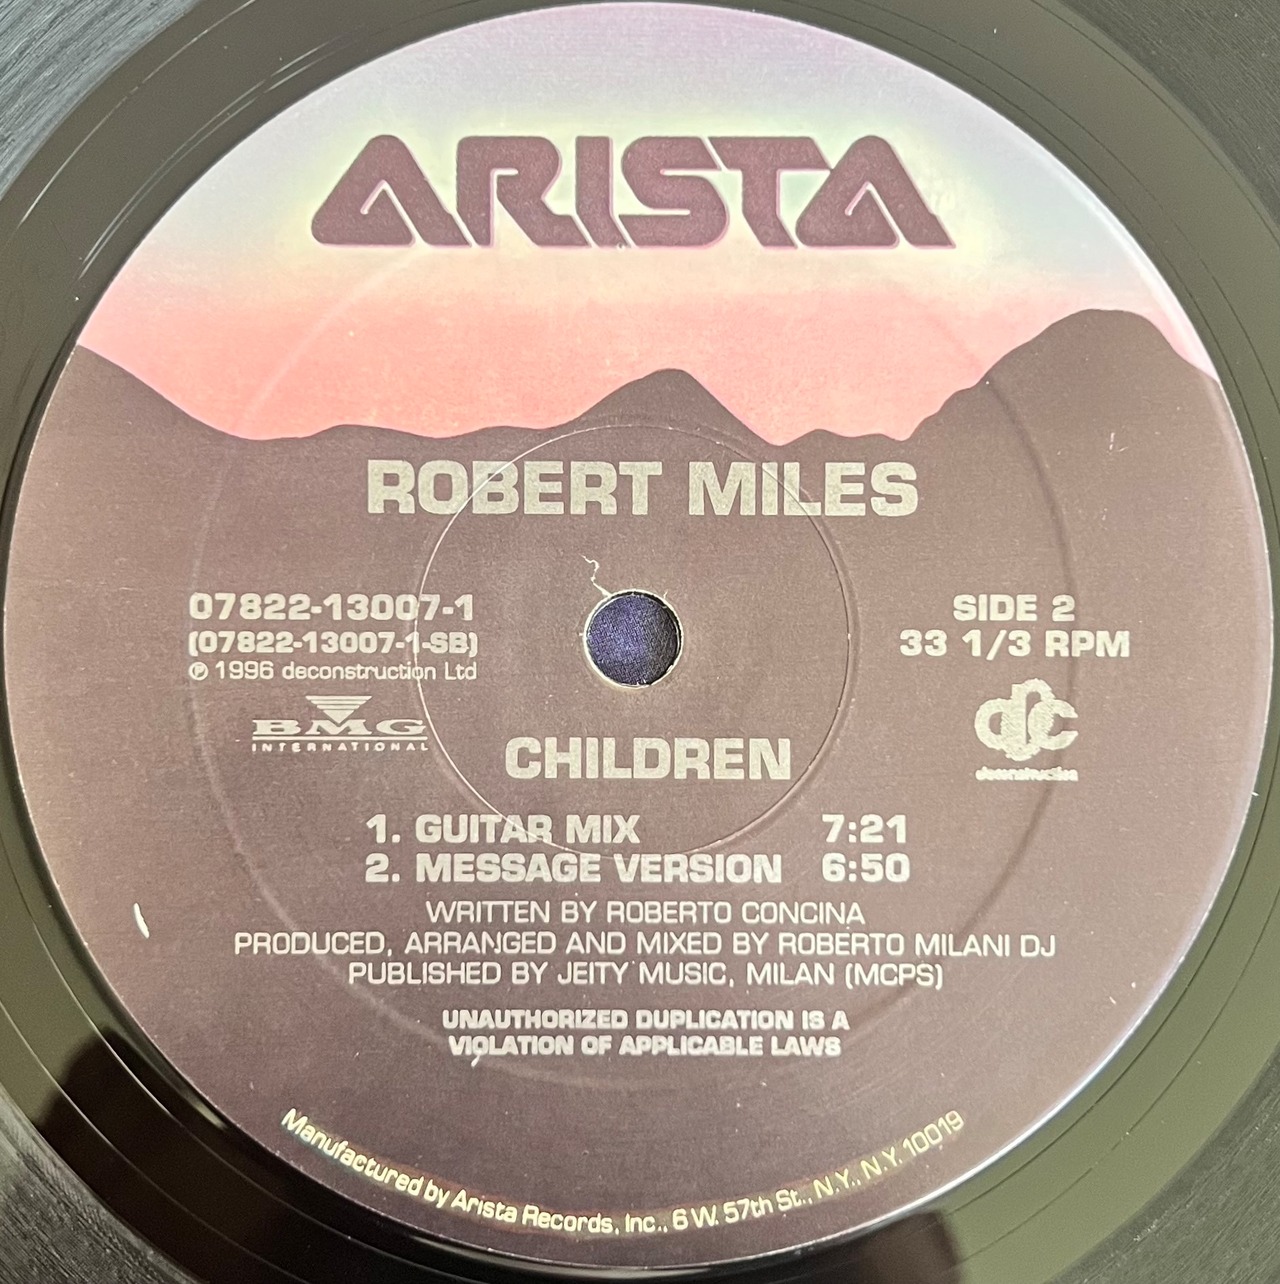 ARISTA
ROBERT MILES
07822-13007-1
(07822-13007-1-SB)
℗ 1996 deconstruction Ltd
BMG
INTERNATIONAL
SIDE 2
33 1/3 RPM
dec
deconstruction
CHILDREN
1. GUITAR MIX 7:21
2. MESSAGE VERSION 6:50
WRITTEN BY ROBERTO CONCINA
PRODUCED, ARRANGED AND MIXED BY ROBERTO MILANI DJ
PUBLISHED BY JEITY MUSIC, MILAN (MCPS)
UNAUTHORIZED DUPLICATION IS A
VIOLATION OF APPLICABLE LAWS
Manufactured by Arista Records, Inc., 6 W. 57th St., N.Y., N.Y. 10019